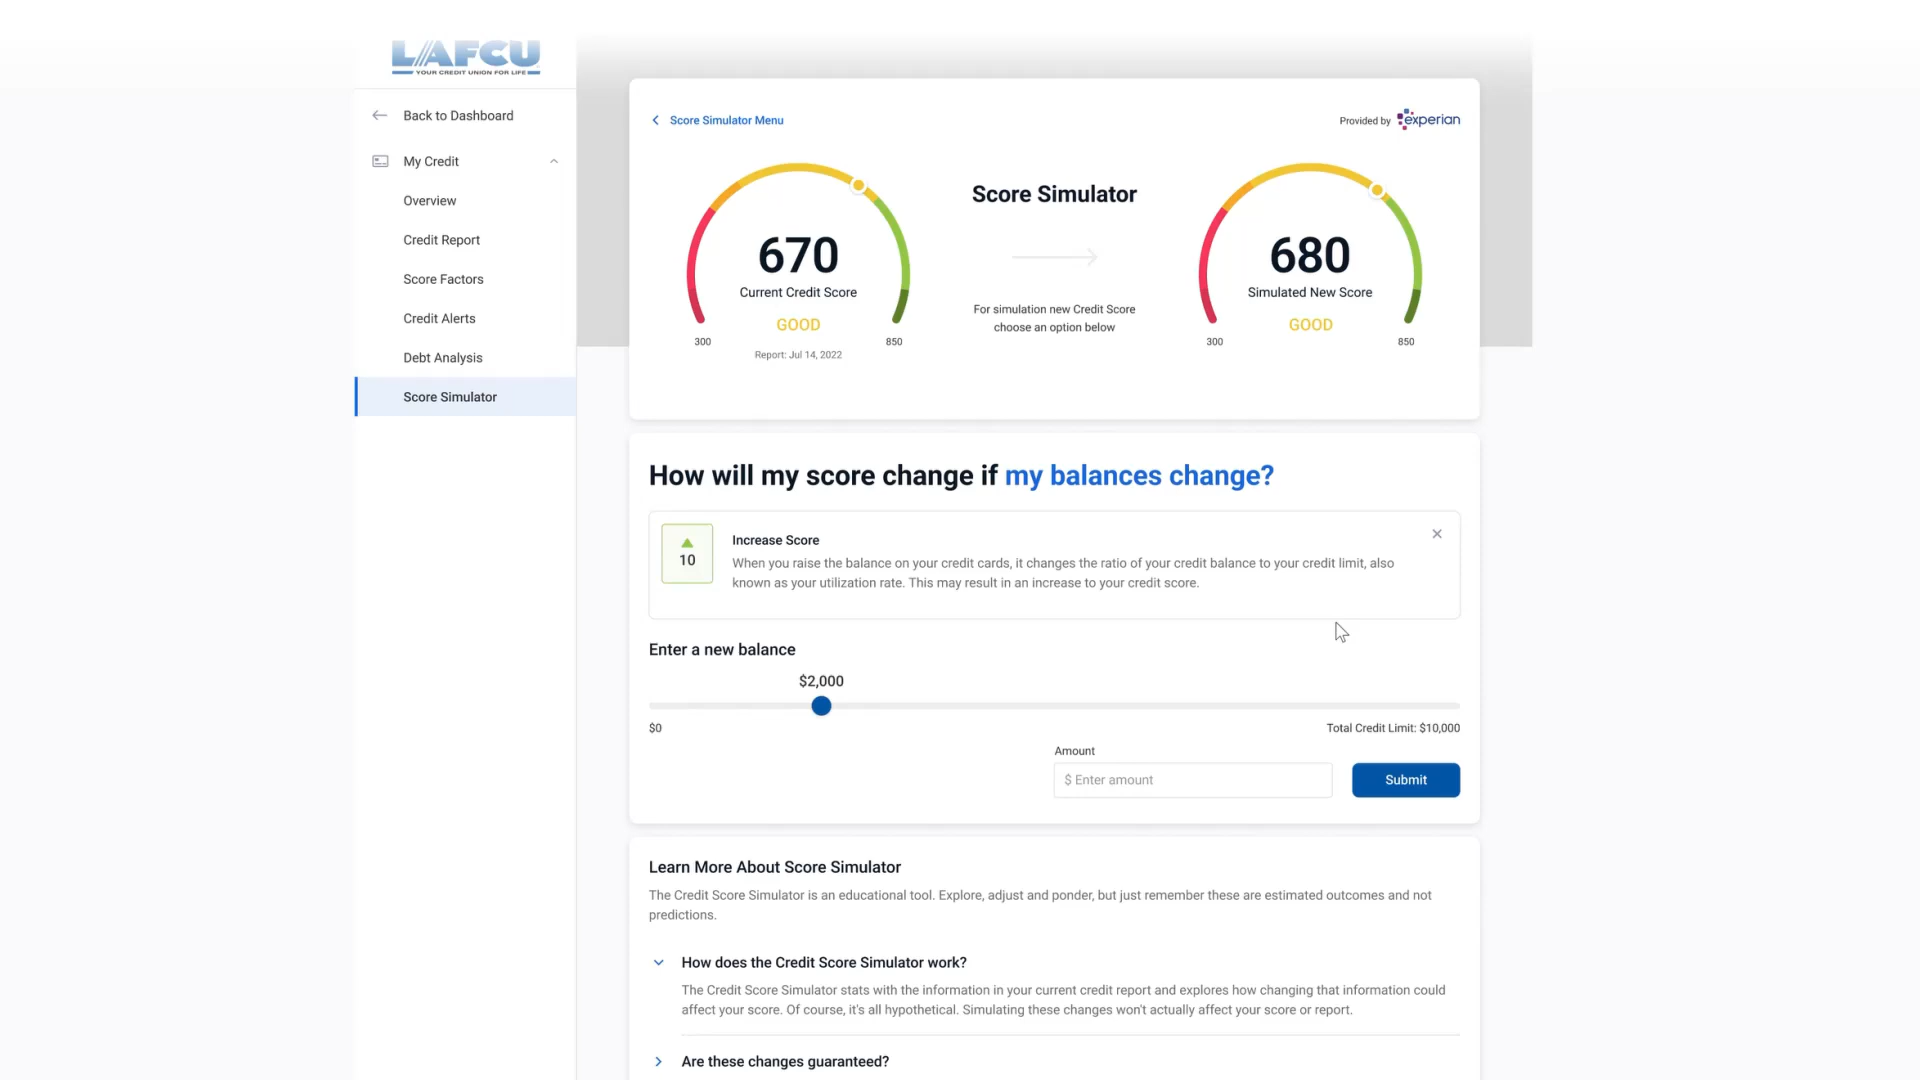 LAFCU
YOUR CREDIT UNION FOR LIFE
Back to Dashboard
My Credit
Overview
Credit Report
Score Factors
Credit Alerts
Debt Analysis
Score Simulator
Score Simulator Menu
Provided by experian
670
Current Credit Score
GOOD
300
850
Report: Jul 14, 2022
Score Simulator
For simulation new Credit Score
choose an option below
680
Simulated New Score
GOOD
300
850
How will my score change if my balances change?
10
Increase Score
When you raise the balance on your credit cards, it changes the ratio of your credit balance to your credit limit, also
known as your utilization rate. This may result in an increase to your credit score.
Enter a new balance
$2,000
$0
Total Credit Limit: $10,000
Amount
$ Enter amount
Submit
Learn More About Score Simulator
The Credit Score Simulator is an educational tool. Explore, adjust and ponder, but just remember these are estimated outcomes and not
predictions.
How does the Credit Score Simulator work?
The Credit Score Simulator stats with the information in your current credit report and explores how changing that information could
affect your score. Of course, it's all hypothetical. Simulating these changes won't actually affect your score or report.
Are these changes guaranteed?